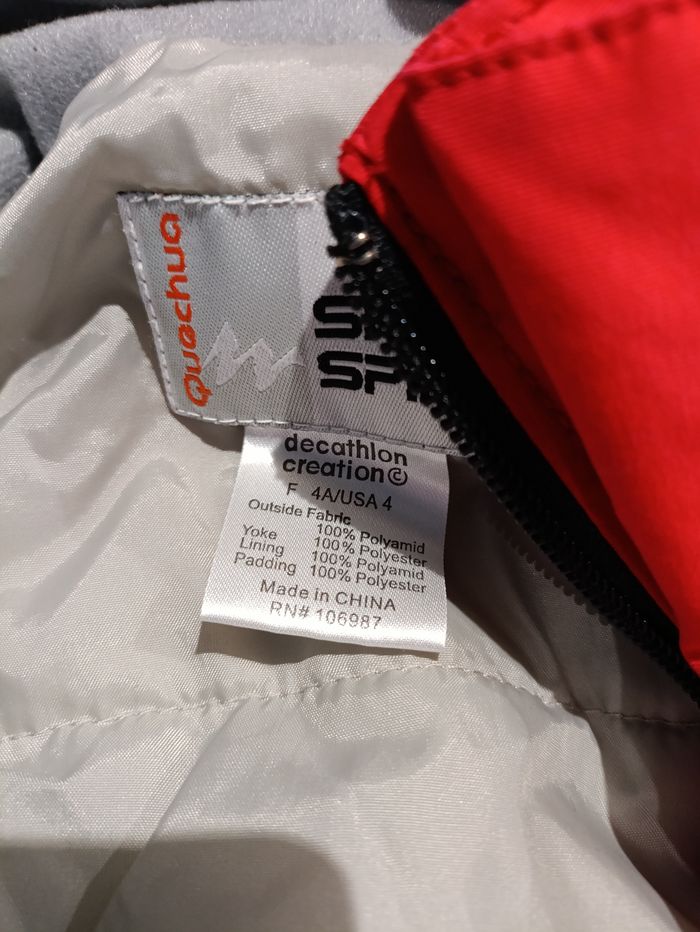 Quechua
decathlon
creation©
F 4A/USA 4
Outside Fabric
100% Polyamid
Yoke 100% Polyester
Lining 100% Polyamid
Padding 100% Polyester
Made in CHINA
RN# 106987